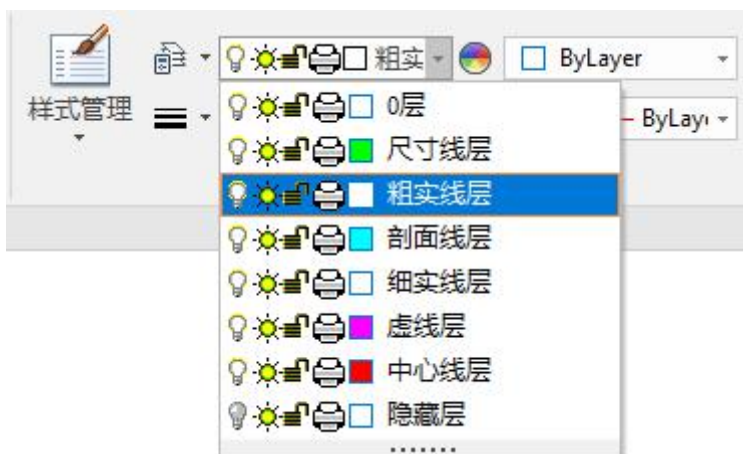 粗实
ByLayer
样式管理
ByLay
0层
尺寸线层
粗实线层
剖面线层
细实线层
虚线层
中心线层
隐藏层